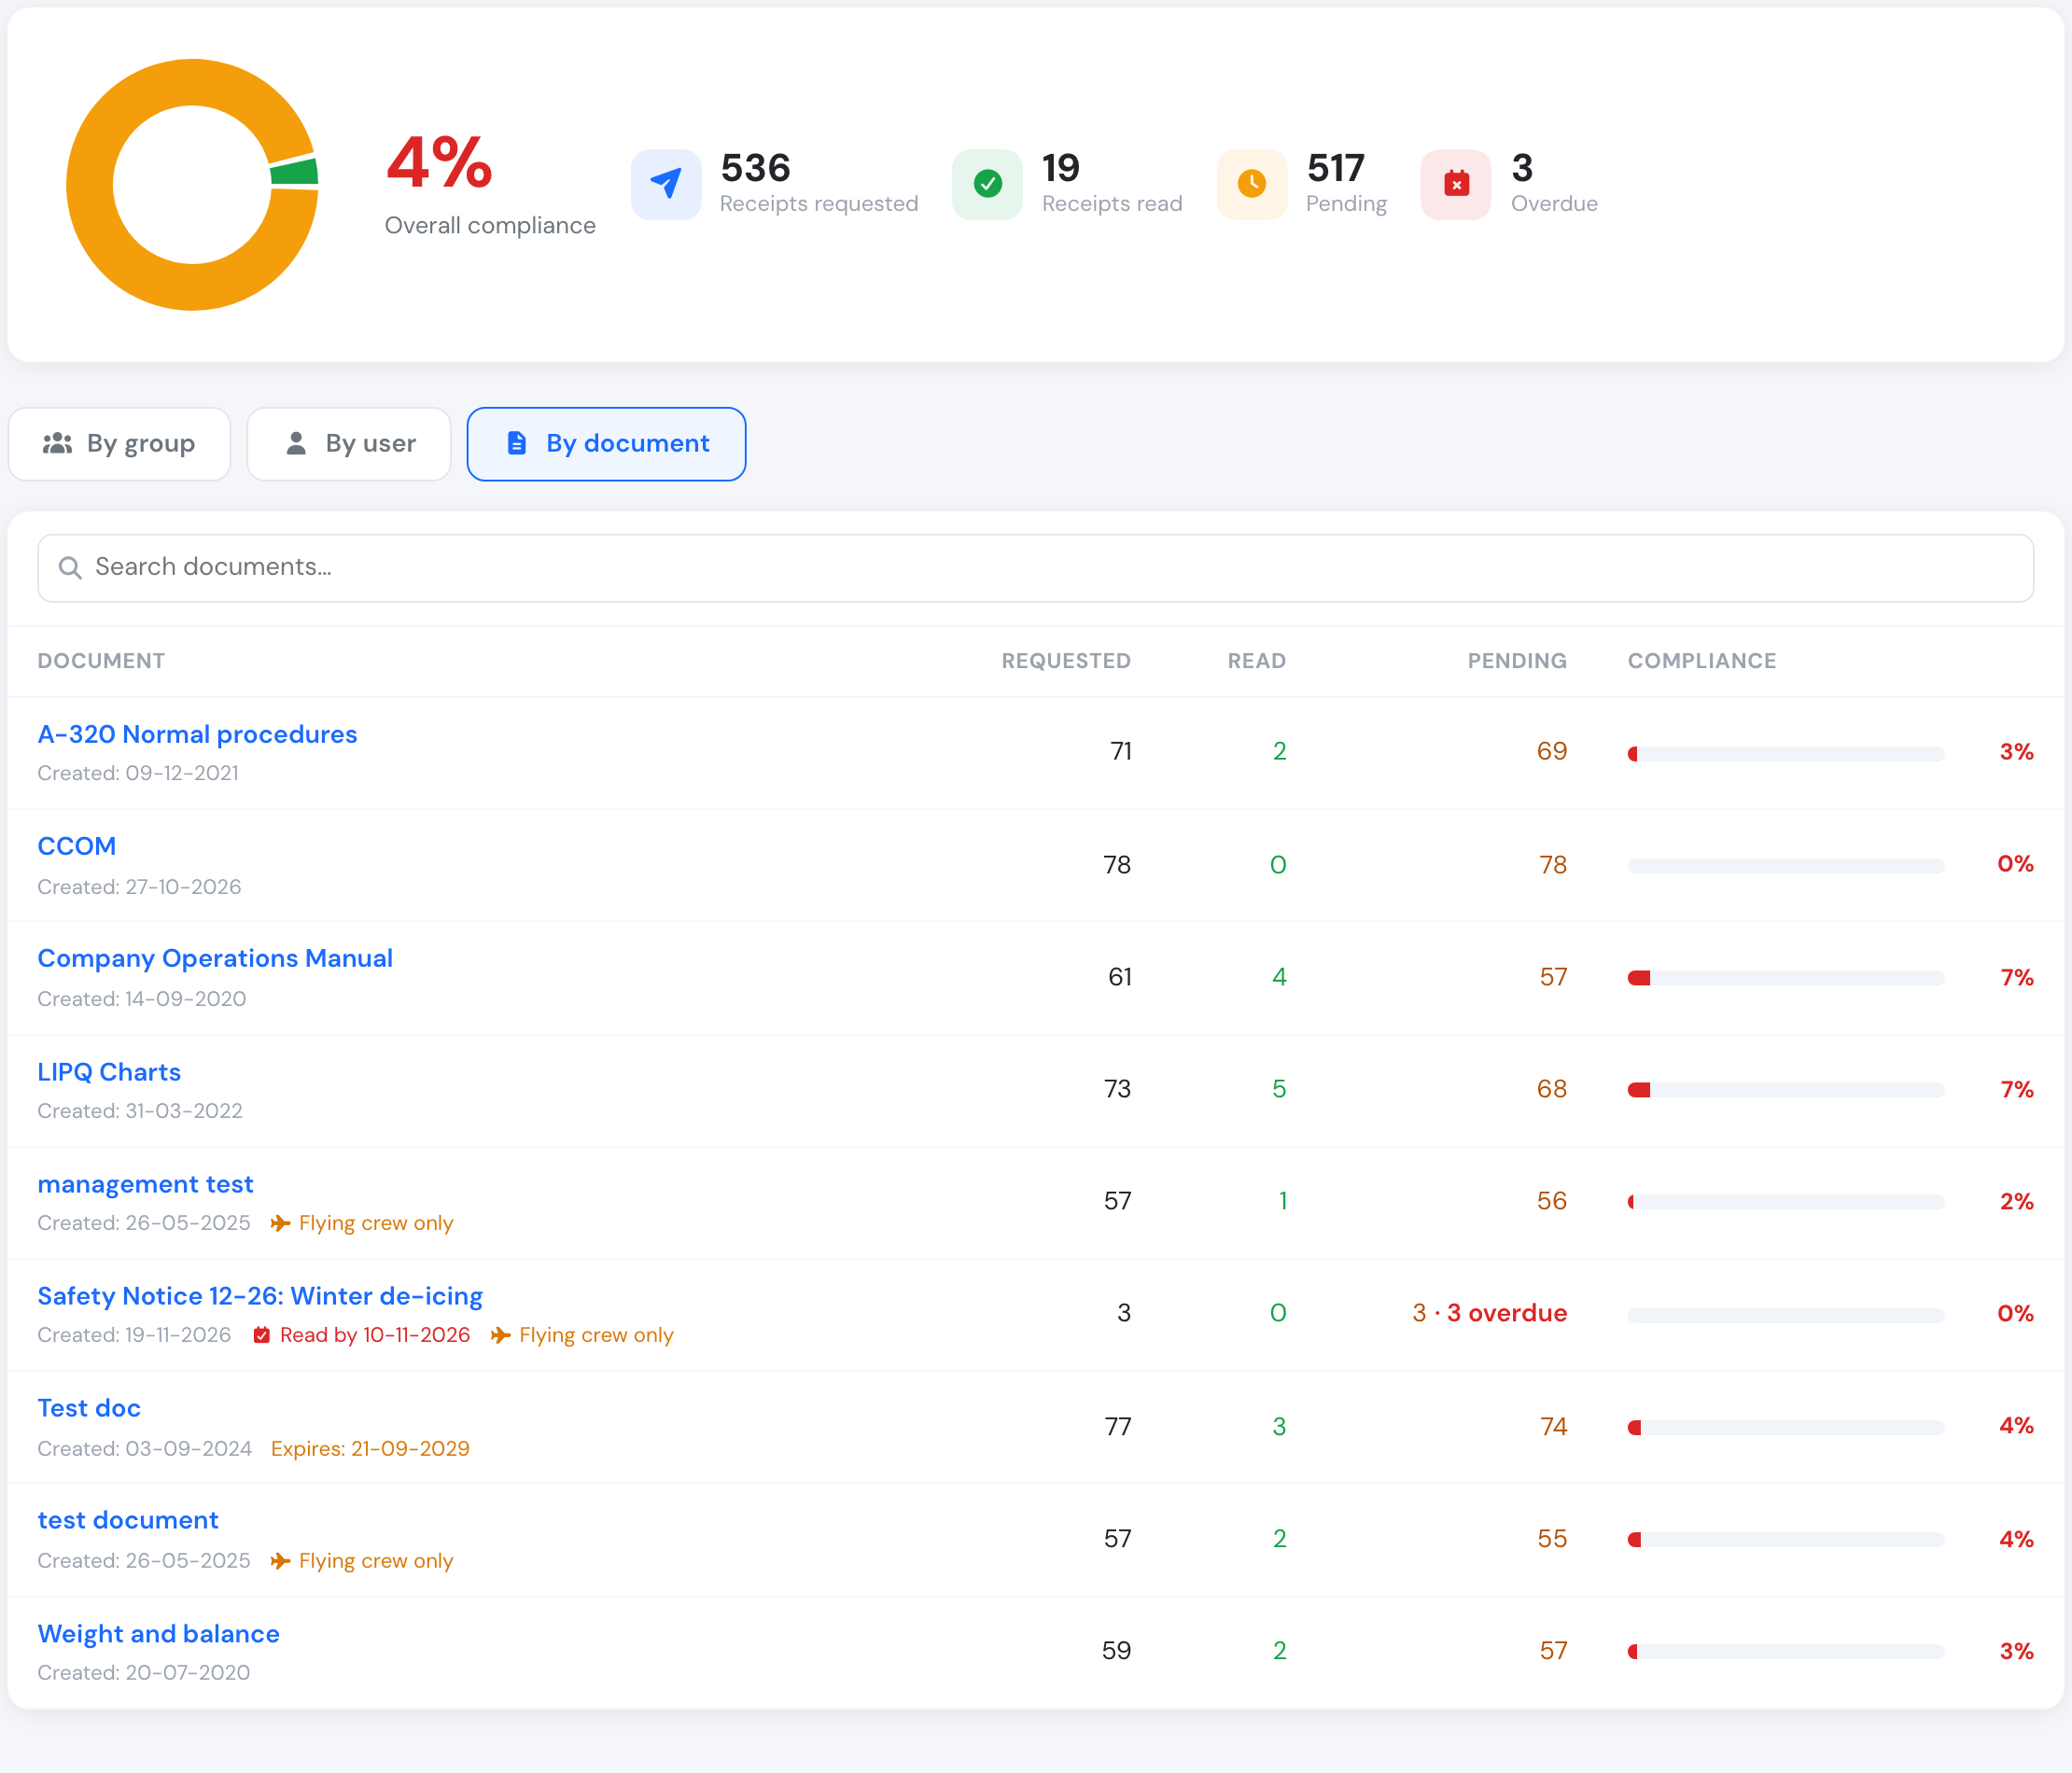 4%
Overall compliance
536
Receipts requested
19
Receipts read
517
Pending
3
Overdue
By group
By user
By document
Search documents...
DOCUMENT REQUESTED READ PENDING COMPLIANCE
A-320 Normal procedures
Created: 09-12-2021
71 2 69 3%
CCOM
Created: 27-10-2026
78 0 78 0%
Company Operations Manual
Created: 14-09-2020
61 4 57 7%
LIPQ Charts
Created: 31-03-2022
73 5 68 7%
management test
Created: 26-05-2025 Flying crew only
57 1 56 2%
Safety Notice 12-26: Winter de-icing
Created: 19-11-2026 Read by 10-11-2026 Flying crew only
3 0 3 · 3 overdue 0%
Test doc
Created: 03-09-2024 Expires: 21-09-2029
77 3 74 4%
test document
Created: 26-05-2025 Flying crew only
57 2 55 4%
Weight and balance
Created: 20-07-2020
59 2 57 3%